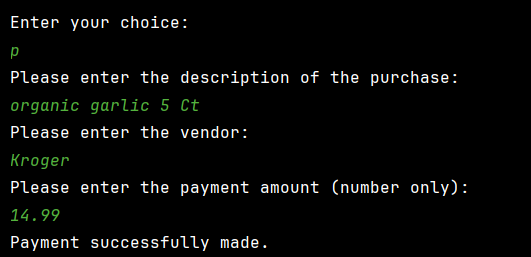 Enter your choice:
p
Please enter the description of the purchase:
organic garlic 5 Ct
Please enter the vendor:
Kroger
Please enter the payment amount (number only):
14.99
Payment successfully made.